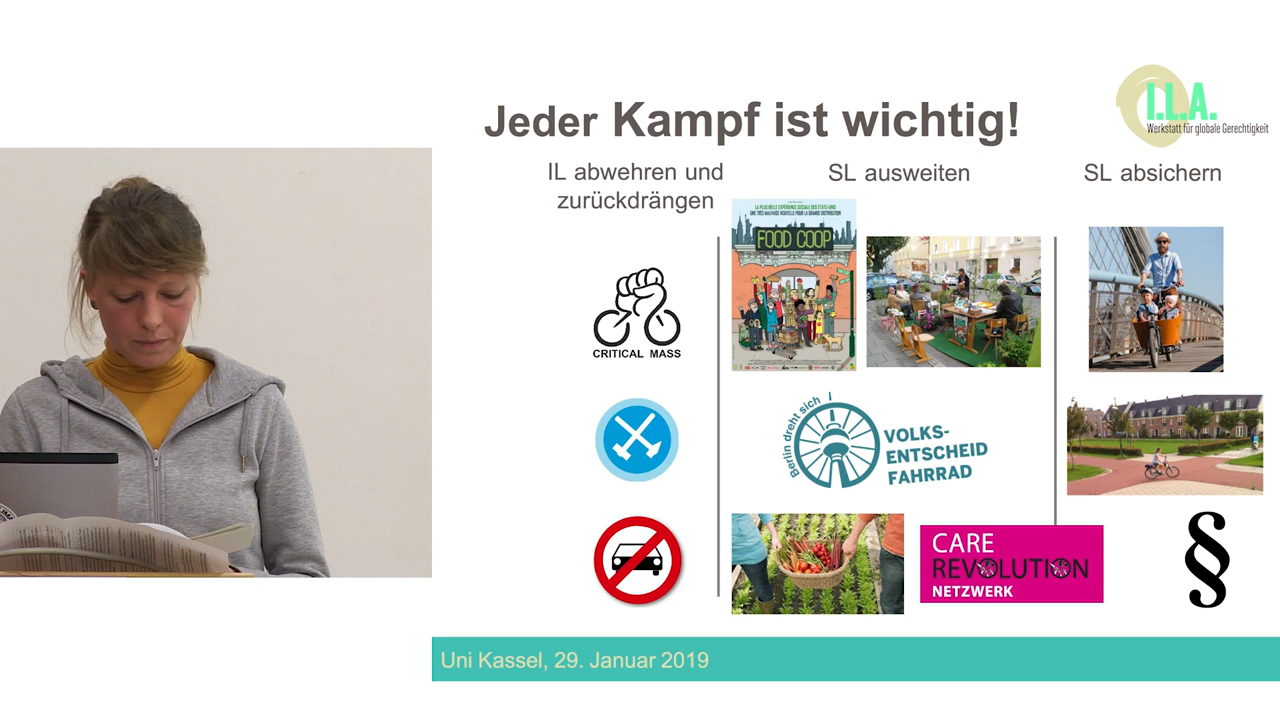 Jeder Kampf ist wichtig!
I.L.A.
Werkstatt für globale Gerechtigkeit
IL abwehren und
zurückdrängen
SL ausweiten
SL absichern
LA PLUS BELLE EXPÉRIENCE SOCIALE DES ÉTATS-UNIS
UNE TRÈS MAUVAISE NOUVELLE POUR LA GRANDE DISTRIBUTION
FOOD COOP
CRITICAL MASS
Berlin dreht sich !
VOLKS-
ENTSCHEID
FAHRRAD
CARE
REVOLUTION
NETZWERK
§
Uni Kassel, 29. Januar 2019